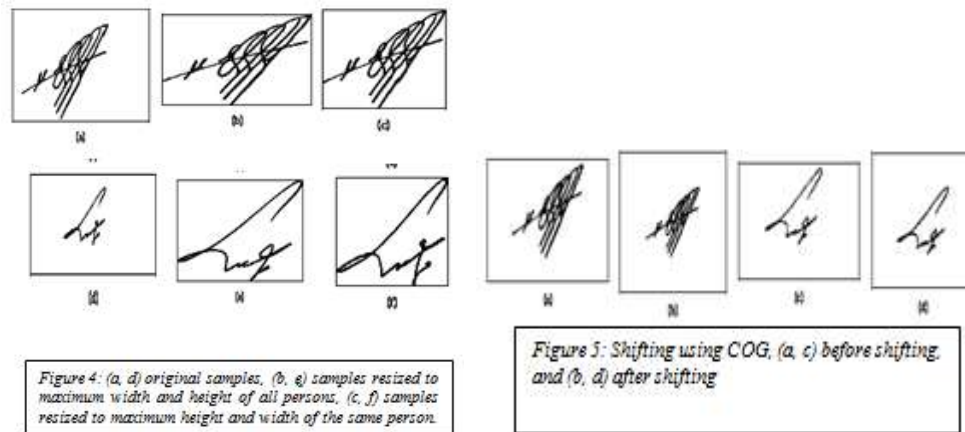 Figure 4: (a, d) original samples, (b, e) samples resized to
maximum width and height of all persons, (c, f) samples
resized to maximum height and width of the same person.
Figure 5: Shifting using COG, (a, c) before shifting,
and (b, d) after shifting